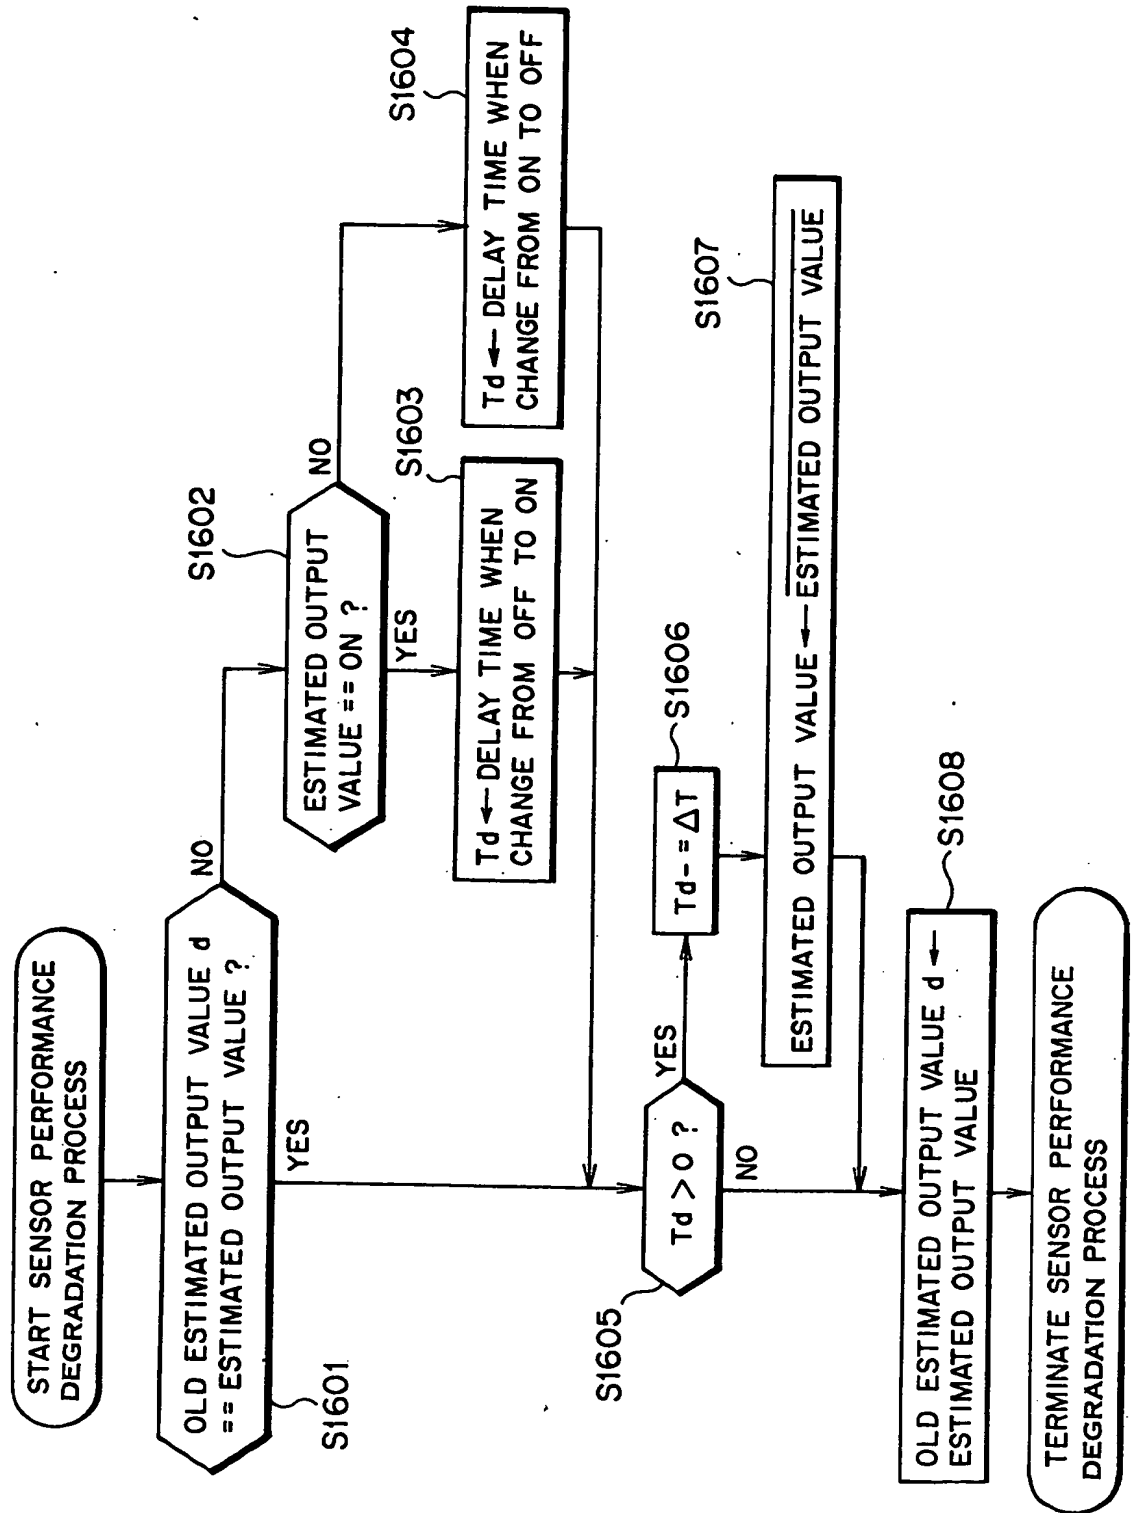 START SENSOR PERFORMANCE
DEGRADATION PROCESS
OLD ESTIMATED OUTPUT VALUE d
== ESTIMATED OUTPUT VALUE ?
S1601
NO
YES
S1602
ESTIMATED OUTPUT
VALUE == ON ?
NO
YES
S1603
Td ← DELAY TIME WHEN
CHANGE FROM OFF TO ON
S1604
Td ← DELAY TIME WHEN
CHANGE FROM ON TO OFF
S1605
Td > 0 ?
YES
NO
S1606
Td - = ΔT
S1607
ESTIMATED OUTPUT VALUE ← ESTIMATED OUTPUT VALUE
S1608
OLD ESTIMATED OUTPUT VALUE d ←
ESTIMATED OUTPUT VALUE
TERMINATE SENSOR PERFORMANCE
DEGRADATION PROCESS